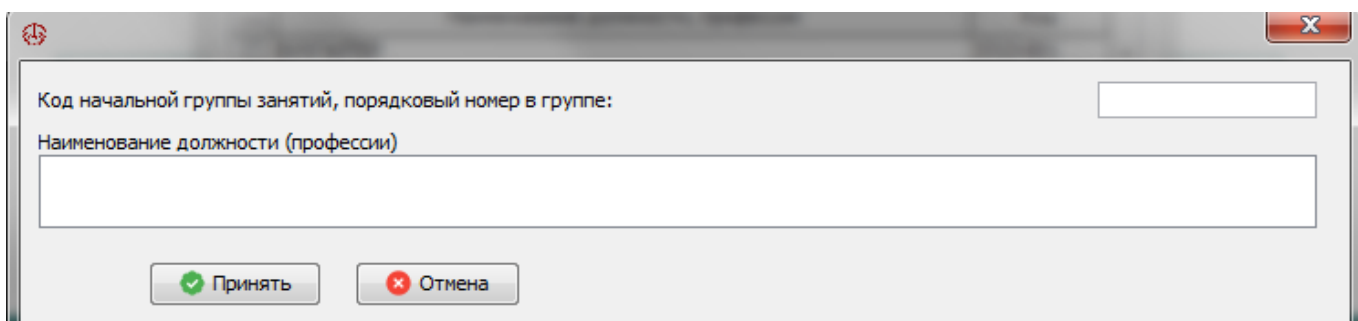 Код начальной группы занятий, порядковый номер в группе:
Наименование должности (профессии)
Принять Отмена